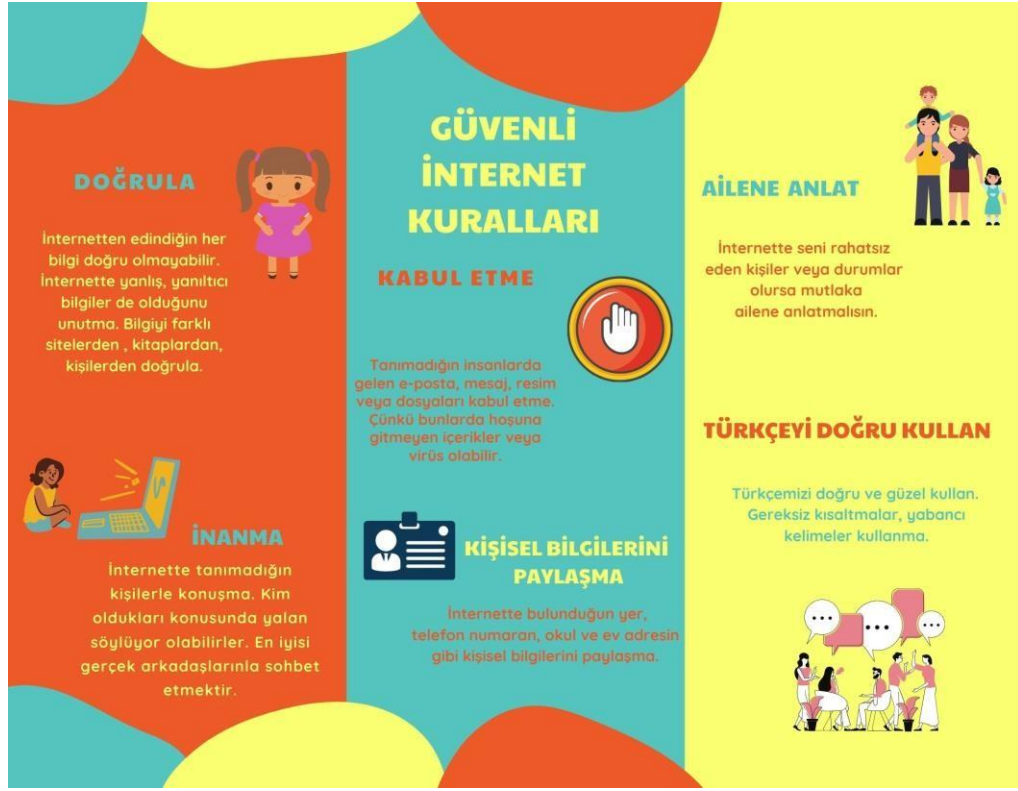 DOĞRULA
İnternetten edindiğin her
bilgi doğru olmayabilir.
İnternette yanlış, yanıltıcı
bilgiler de olduğunu
unutma. Bilgiyi farklı
sitelerden , kitaplardan,
kişilerden doğrula.
İNANMA
İnternette tanımadığın
kişilerle konuşma. Kim
oldukları konusunda yalan
söylüyor olabilirler. En iyisi
gerçek arkadaşlarınla sohbet
etmektir.
GÜVENLİ
İNTERNET
KURALLARI
KABUL ETME
Tanımadığın insanlarda
gelen e-posta, mesaj, resim
veya dosyaları kabul etme.
Çünkü bunlarda hoşuna
gitmeyen içerikler veya
virüs olabilir.
KİŞİSEL BİLGİLERİNİ
PAYLAŞMA
İnternette bulunduğun yer,
telefon numaran, okul ve ev adresin
gibi kişisel bilgilerini paylaşma.
AİLENE ANLAT
İnternette seni rahatsız
eden kişiler veya durumlar
olursa mutlaka
ailene anlatmalısın.
TÜRKÇEYİ DOĞRU KULLAN
Türkçemizi doğru ve güzel kullan.
Gereksiz kısaltmalar, yabancı
kelimeler kullanma.